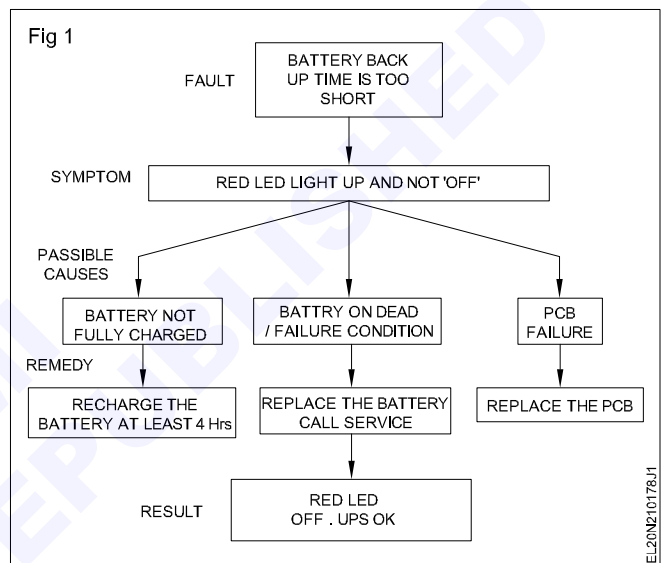 Fig 1
FAULT
BATTERY BACK
UP TIME IS TOO
SHORT
SYMPTOM
RED LED LIGHT UP AND NOT 'OFF'
PASSIBLE
CAUSES
BATTERY NOT
FULLY CHARGED
BATTRY ON DEAD
/ FAILURE CONDITION
PCB
FAILURE
REMEDY
RECHARGE THE
BATTERY AT LEAST 4 Hrs
REPLACE THE BATTERY
CALL SERVICE
REPLACE THE PCB
RESULT
RED LED
OFF . UPS OK
EL20N210178J1